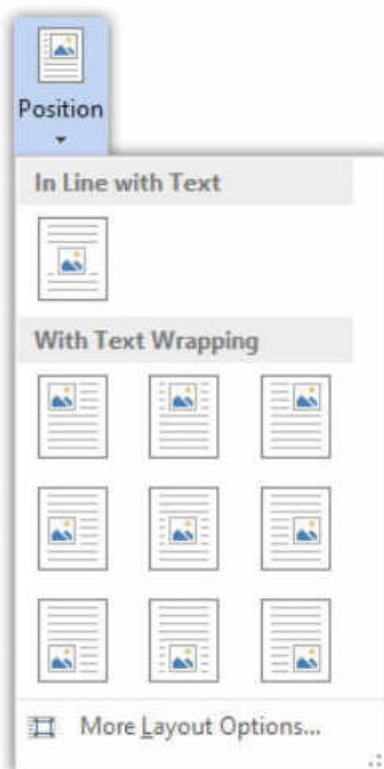 Position
In Line with Text
With Text Wrapping
More Layout Options...